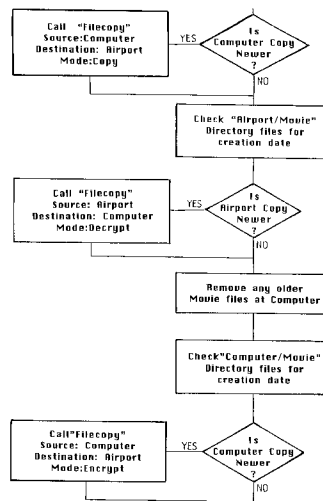 Call "Filecopy"
Source:Computer
Destination: Airport
Mode:Copy
YES
Is
Computer Copy
Newer
?
NO
Check "Airport/Movie"
Directory files for
creation date
Call "Filecopy"
Source: Airport
Destination: Computer
Mode:Decrypt
YES
Is
Airport Copy
Newer
?
NO
Remove any older
Movie files at Computer
Check"Computer/Movie"
Directory files for
creation date
Call"Filecopy"
Source: Computer
Destination: Airport
Mode:Encrypt
YES
Is
Computer Copy
Newer
?
NO